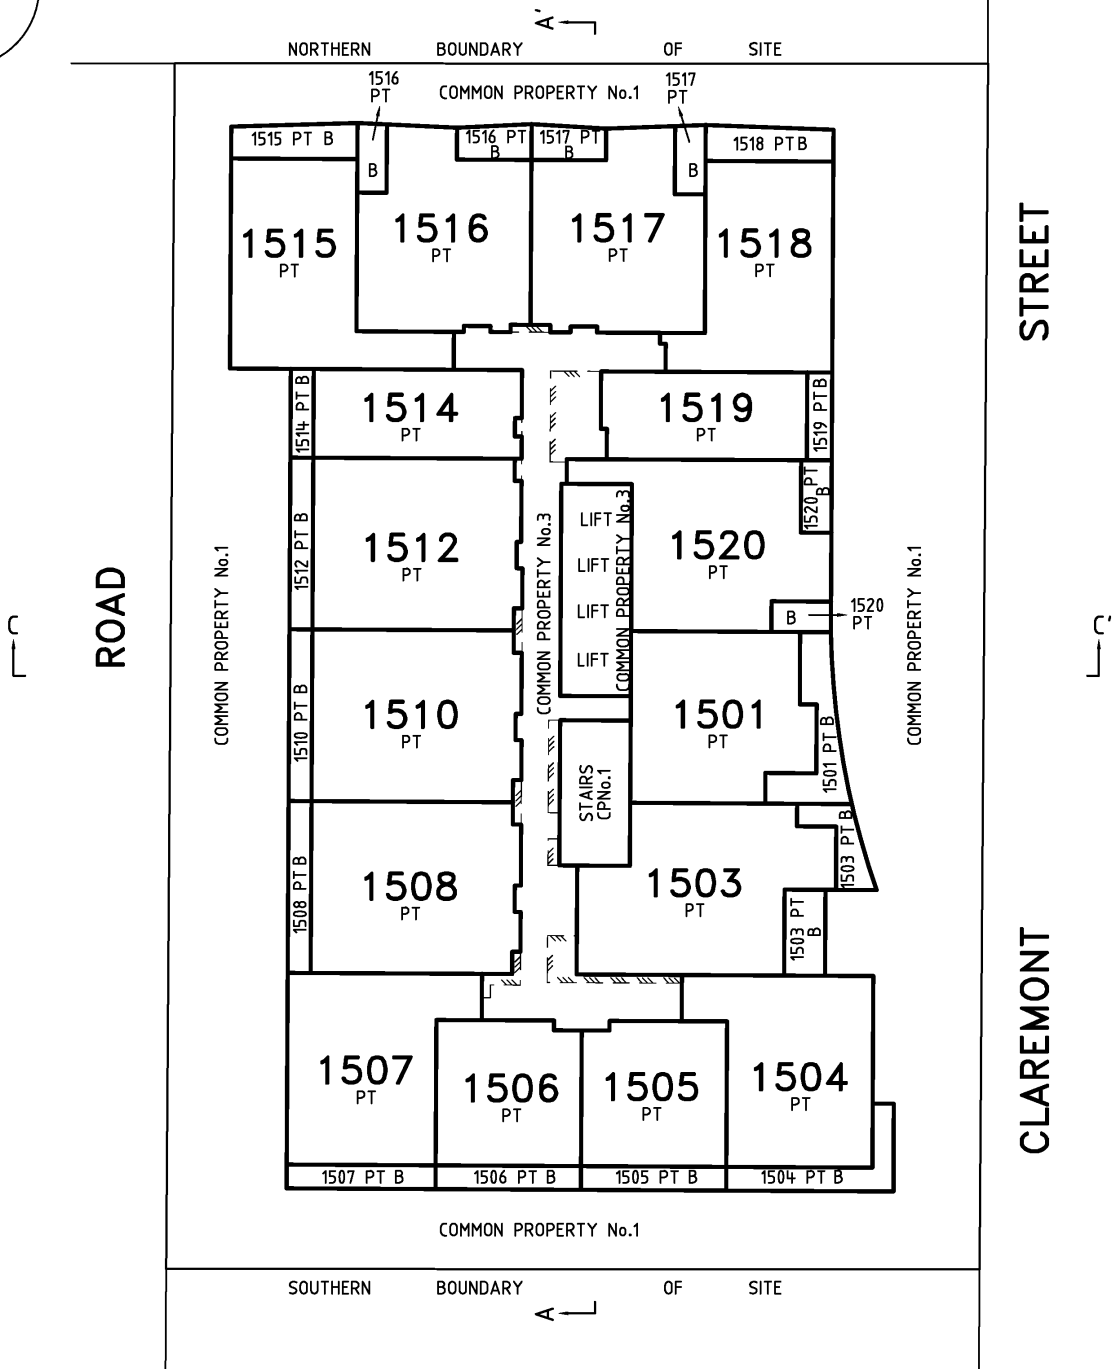 A'
NORTHERN BOUNDARY OF SITE
1516
PT
COMMON PROPERTY No.1
1517
PT
1515 PT B
B
1516 PT
B
1517 PT
B
B
1518 PT B
1515
PT
1516
PT
1517
PT
1518
PT
STREET
1514 PT B
1514
PT
1519
PT
1519 PT B
1512 PT B
1512
PT
COMMON PROPERTY No.3
LIFT
LIFT
LIFT
LIFT
COMMON PROPERTY No.3
1520
PT
1520 PT
B
B
1520
PT
ROAD
COMMON PROPERTY No.1
COMMON PROPERTY No.1
C
C'
1510 PT B
1510
PT
1501
PT
1501 PT B
STAIRS
CPNo.1
1508 PT B
1508
PT
1503
PT
1503 PT B
1503 PT
B
CLAREMONT
1507
PT
1506
PT
1505
PT
1504
PT
1507 PT B
1506 PT B
1505 PT B
1504 PT B
COMMON PROPERTY No.1
SOUTHERN BOUNDARY OF SITE
A